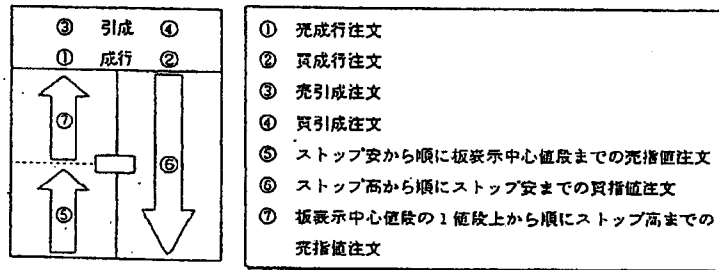 ③ 引成 ④
① 成行 ②
⑦
⑥
⑤
① 売成行注文
② 買成行注文
③ 売引成注文
④ 買引成注文
⑤ ストップ安から順に板表示中心値段までの売指値注文
⑥ ストップ高から順にストップ安までの買指値注文
⑦ 板表示中心値段の1値段上から順にストップ高までの
売指値注文